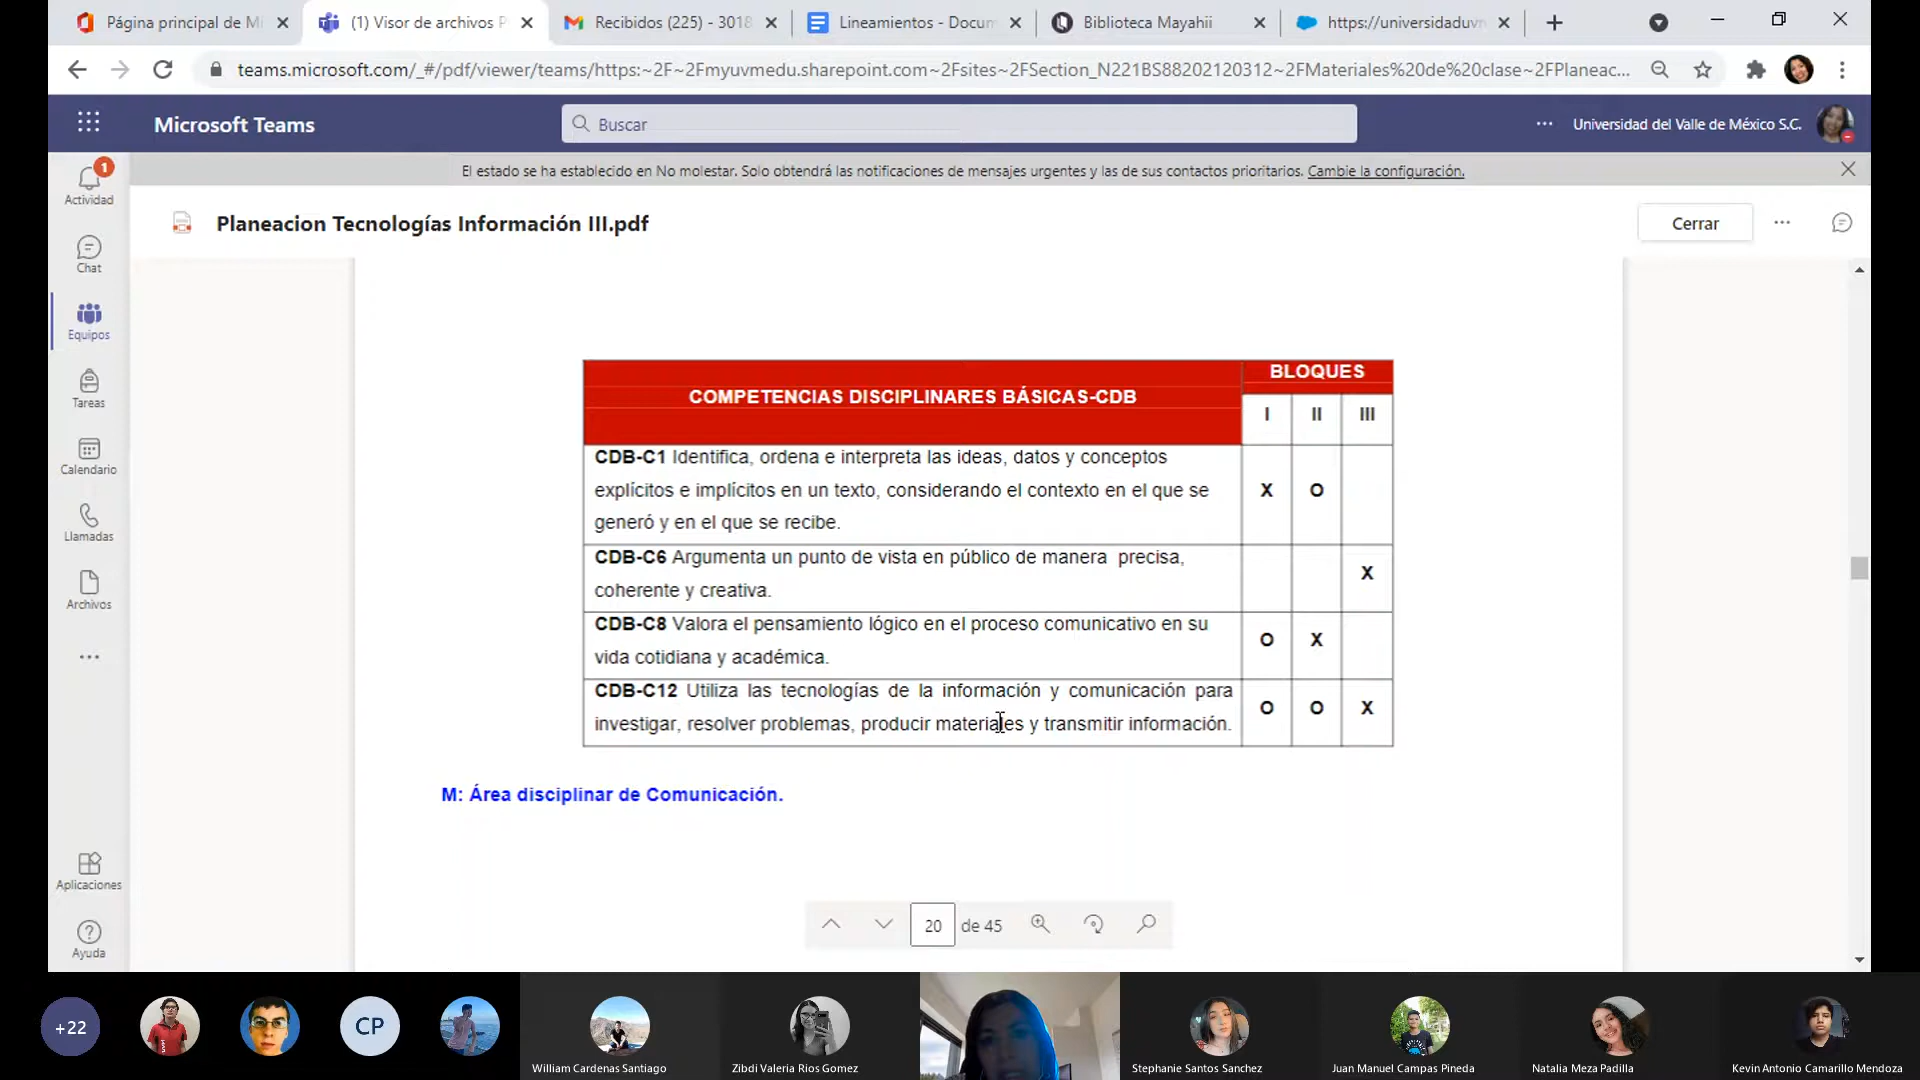 Página principal de Mi
(1) Visor de archivos P
Recibidos (225) - 3018
Lineamientos - Docum
Biblioteca Mayahii
https://universidaduvm
teams.microsoft.com/_#/pdf/viewer/teams/https:~2F~2Fmyuvmedu.sharepoint.com~2Fsites~2FSection_N221BS88202120312~2FMateriales%20de%20clase~2FPlaneac...
Microsoft Teams
Buscar
Universidad del Valle de México S.C.
El estado se ha establecido en No molestar. Solo obtendrá las notificaciones de mensajes urgentes y las de sus contactos prioritarios. Cambie la configuración.
1
Actividad
Chat
Equipos
Tareas
Calendario
Llamadas
Archivos
Aplicaciones
Ayuda
Planeacion Tecnologías Información III.pdf
Cerrar
COMPETENCIAS DISCIPLINARES BÁSICAS-CDB
BLOQUES
I II III
CDB-C1 Identifica, ordena e interpreta las ideas, datos y conceptos
explícitos e implícitos en un texto, considerando el contexto en el que se
generó y en el que se recibe.
X O
CDB-C6 Argumenta un punto de vista en público de manera precisa,
coherente y creativa.
X
CDB-C8 Valora el pensamiento lógico en el proceso comunicativo en su
vida cotidiana y académica.
O X
CDB-C12 Utiliza las tecnologías de la información y comunicación para
investigar, resolver problemas, producir materiales y transmitir información.
O O X
M: Área disciplinar de Comunicación.
20 de 45
+22
CP
William Cardenas Santiago
Zibdi Valeria Rios Gomez
Stephanie Santos Sanchez
Juan Manuel Campas Pineda
Natalia Meza Padilla
Kevin Antonio Camarillo Mendoza